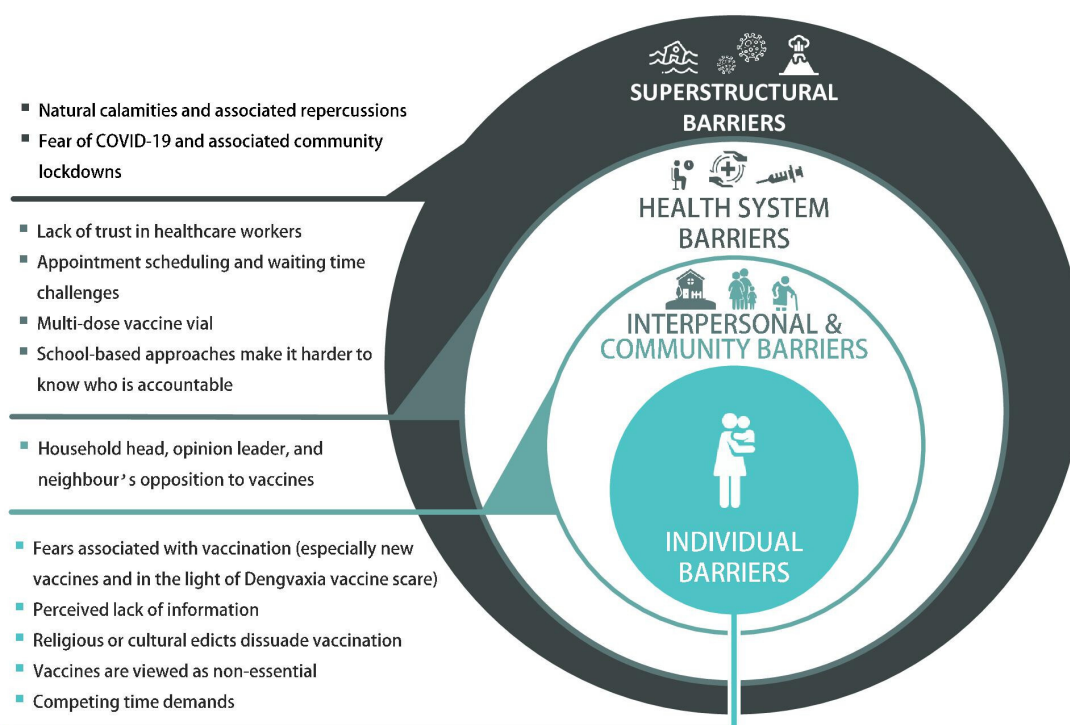 SUPERSTRUCTURAL
BARRIERS
▪ Natural calamities and associated repercussions
▪ Fear of COVID-19 and associated community
lockdowns
HEALTH SYSTEM
BARRIERS
▪ Lack of trust in healthcare workers
▪ Appointment scheduling and waiting time
challenges
▪ Multi-dose vaccine vial
▪ School-based approaches make it harder to
know who is accountable
INTERPERSONAL &
COMMUNITY BARRIERS
▪ Household head, opinion leader, and
neighbour's opposition to vaccines
INDIVIDUAL
BARRIERS
▪ Fears associated with vaccination (especially new
vaccines and in the light of Dengvaxia vaccine scare)
▪ Perceived lack of information
▪ Religious or cultural edicts dissuade vaccination
▪ Vaccines are viewed as non-essential
▪ Competing time demands